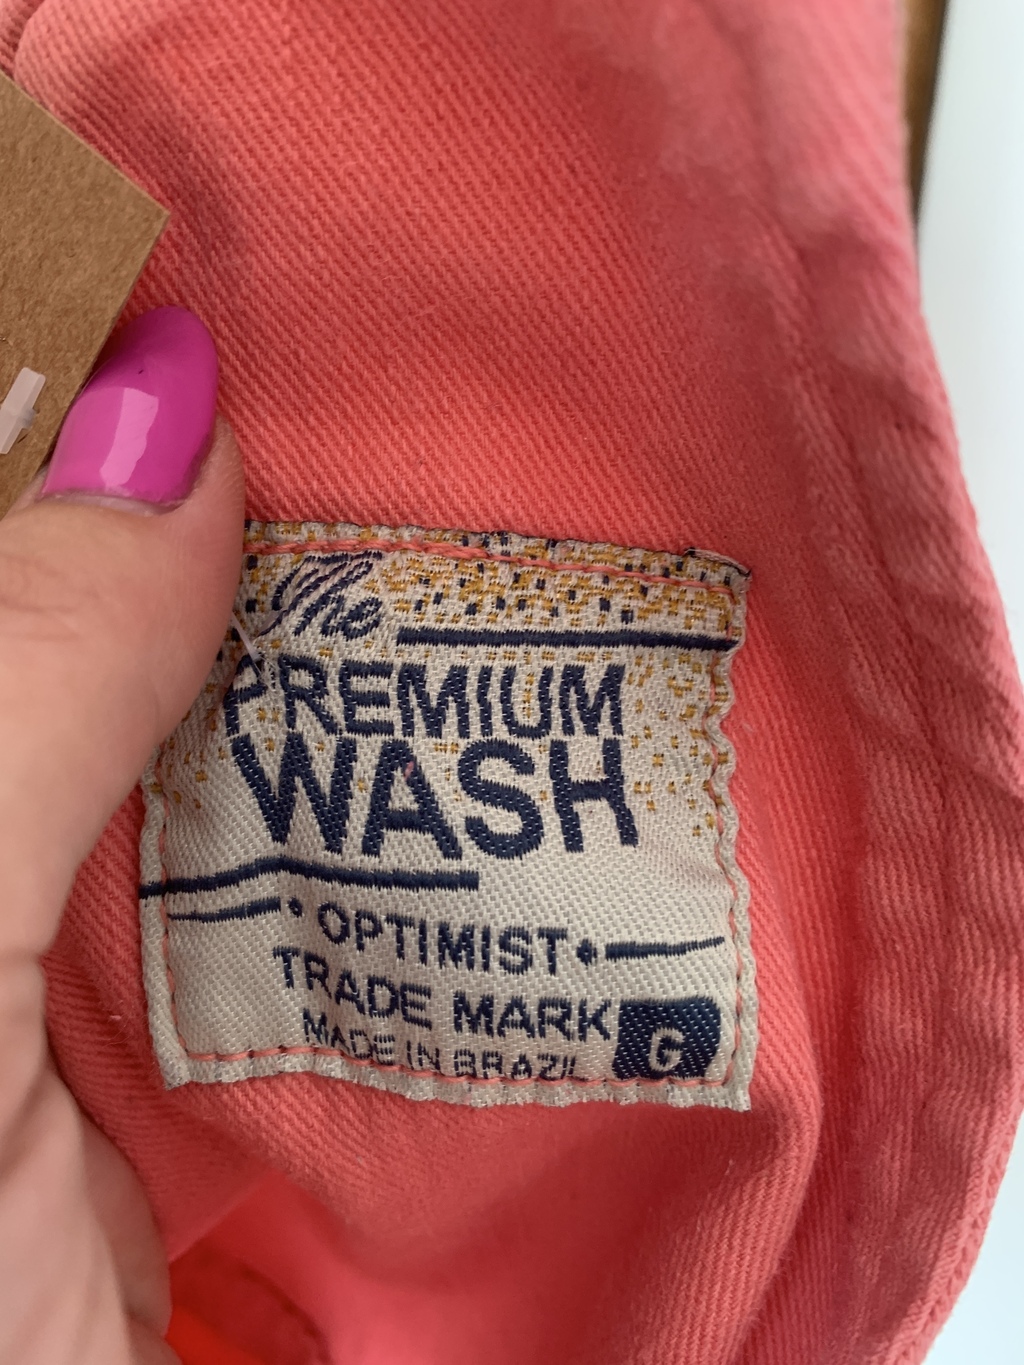 The
PREMIUM
WASH
• OPTIMIST •
TRADE MARK
MADE IN BRAZIL
G